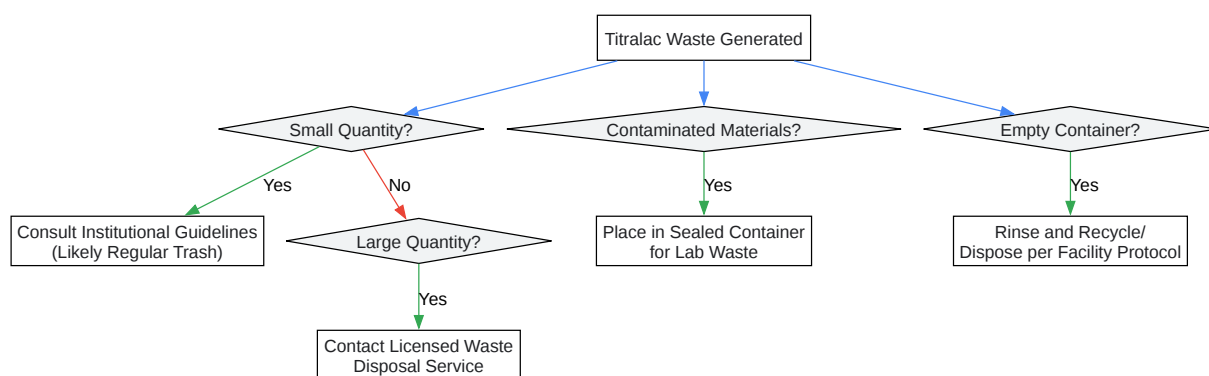 Titralac Waste Generated
Small Quantity?
Contaminated Materials?
Empty Container?
Yes
No
Yes
Yes
Consult Institutional Guidelines
(Likely Regular Trash)
Large Quantity?
Place in Sealed Container
for Lab Waste
Rinse and Recycle/
Dispose per Facility Protocol
Yes
Contact Licensed Waste
Disposal Service